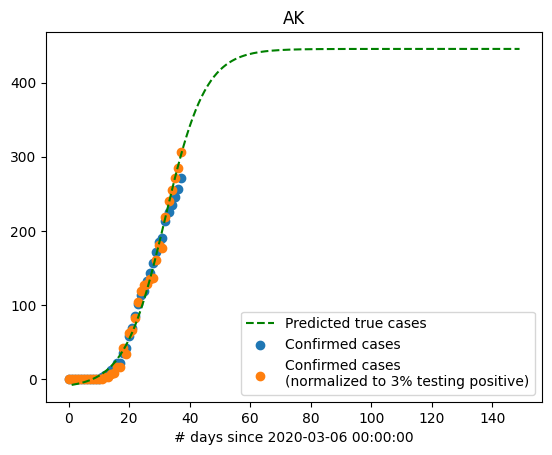 AK
400
300
200
100
0
Predicted true cases
Confirmed cases
Confirmed cases
(normalized to 3% testing positive)
0 20 40 60 80 100 120 140
# days since 2020-03-06 00:00:00